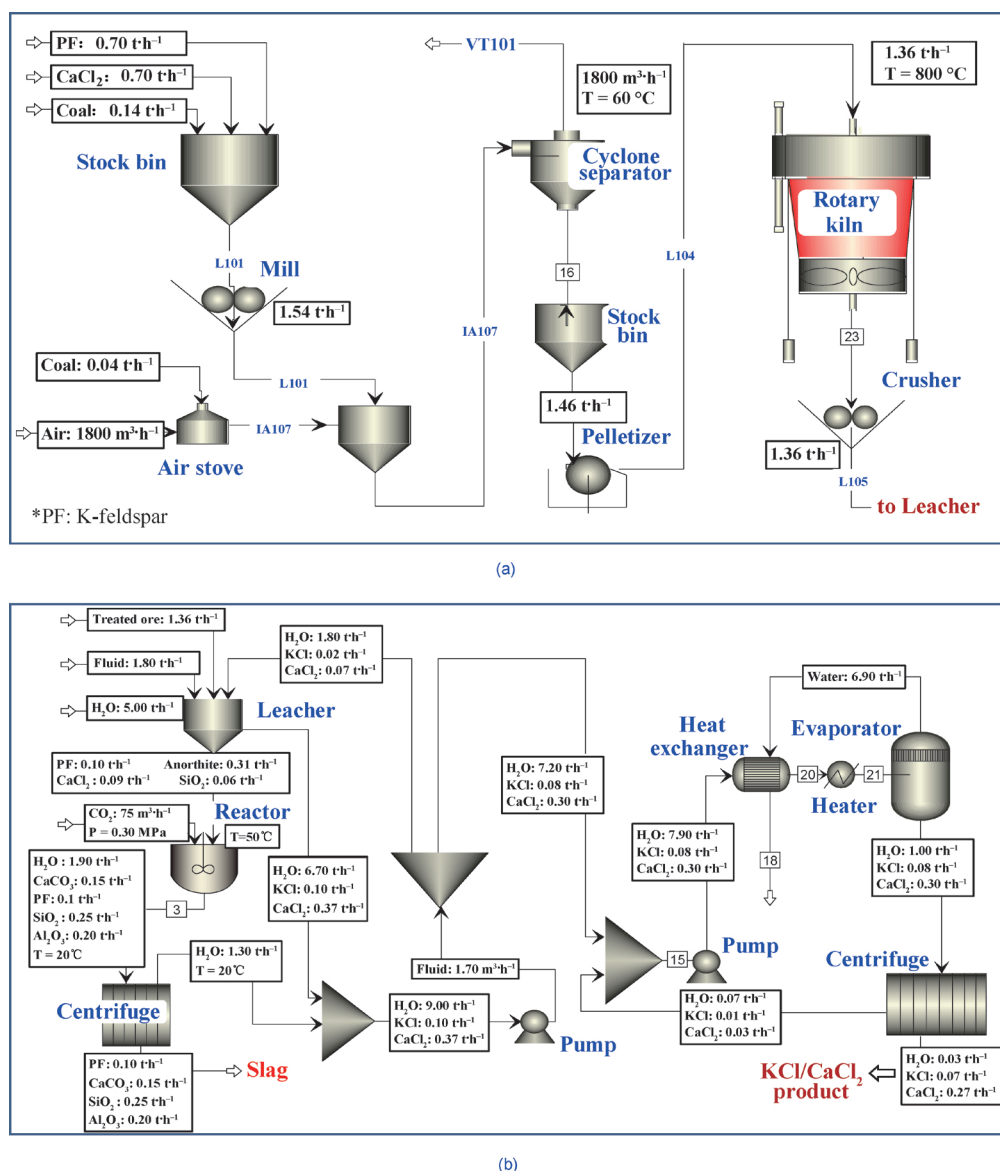 PF: 0.70 t·h⁻¹
CaCl₂: 0.70 t·h⁻¹
Coal: 0.14 t·h⁻¹
Stock bin
L101
Mill
1.54 t·h⁻¹
Coal: 0.04 t·h⁻¹
L101
Air: 1800 m³·h⁻¹
IA107
Air stove
*PF: K-feldspar
VT101
1800 m³·h⁻¹
T = 60 °C
Cyclone
separator
16
IA107
Stock
bin
1.46 t·h⁻¹
Pelletizer
L104
1.36 t·h⁻¹
T = 800 °C
Rotary
kiln
23
Crusher
1.36 t·h⁻¹
L105
to Leacher
(a)
Treated ore: 1.36 t·h⁻¹
Fluid: 1.80 t·h⁻¹
H₂O: 5.00 t·h⁻¹
Leacher
H₂O: 1.80 t·h⁻¹
KCl: 0.02 t·h⁻¹
CaCl₂: 0.07 t·h⁻¹
PF: 0.10 t·h⁻¹ Anorthite: 0.31 t·h⁻¹
CaCl₂: 0.09 t·h⁻¹ SiO₂: 0.06 t·h⁻¹
CO₂: 75 m³·h⁻¹
P = 0.30 MPa
Reactor
T=50℃
H₂O : 1.90 t·h⁻¹
CaCO₃: 0.15 t·h⁻¹
PF: 0.1 t·h⁻¹
SiO₂ : 0.25 t·h⁻¹
Al₂O₃: 0.20 t·h⁻¹
T = 20℃
3
H₂O: 6.70 t·h⁻¹
KCl: 0.10 t·h⁻¹
CaCl₂: 0.37 t·h⁻¹
H₂O: 1.30 t·h⁻¹
T = 20℃
Centrifuge
PF: 0.10 t·h⁻¹
CaCO₃: 0.15 t·h⁻¹
SiO₂ : 0.25 t·h⁻¹
Al₂O₃: 0.20 t·h⁻¹
Slag
H₂O: 9.00 t·h⁻¹
KCl: 0.10 t·h⁻¹
CaCl₂: 0.37 t·h⁻¹
Fluid: 1.70 m³·h⁻¹
Pump
H₂O: 7.20 t·h⁻¹
KCl: 0.08 t·h⁻¹
CaCl₂: 0.30 t·h⁻¹
15
Pump
H₂O: 7.90 t·h⁻¹
KCl: 0.08 t·h⁻¹
CaCl₂: 0.30 t·h⁻¹
Heat
exchanger
18
20
Heater
21
Water: 6.90 t·h⁻¹
Evaporator
H₂O: 1.00 t·h⁻¹
KCl: 0.08 t·h⁻¹
CaCl₂: 0.30 t·h⁻¹
Centrifuge
H₂O: 0.07 t·h⁻¹
KCl: 0.01 t·h⁻¹
CaCl₂: 0.03 t·h⁻¹
H₂O: 0.03 t·h⁻¹
KCl: 0.07 t·h⁻¹
CaCl₂: 0.27 t·h⁻¹
KCl/CaCl₂
product
(b)